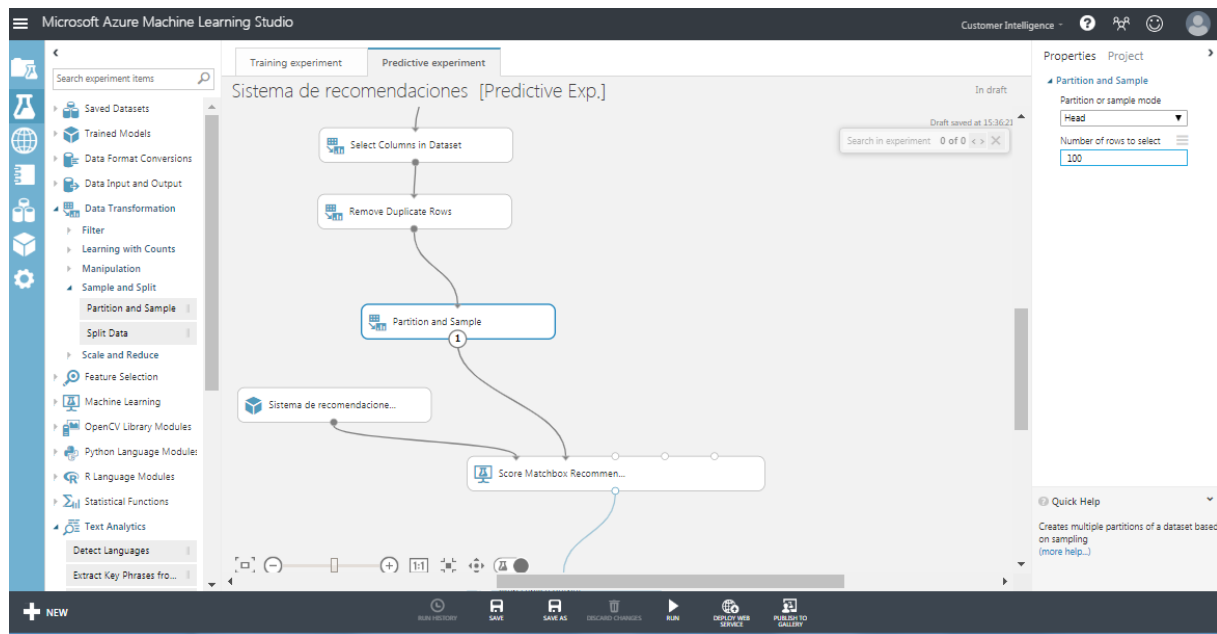 Microsoft Azure Machine Learning Studio
Customer Intelligence
?
Search experiment items
Saved Datasets
Trained Models
Data Format Conversions
Data Input and Output
Data Transformation
Filter
Learning with Counts
Manipulation
Sample and Split
Partition and Sample
Split Data
Scale and Reduce
Feature Selection
Machine Learning
OpenCV Library Modules
Python Language Modules
R Language Modules
Statistical Functions
Text Analytics
Detect Languages
Extract Key Phrases fro...
Training experiment
Predictive experiment
Sistema de recomendaciones [Predictive Exp.]
In draft
Draft saved at 15:36:21
Search in experiment 0 of 0
Select Columns in Dataset
Remove Duplicate Rows
Partition and Sample
1
Sistema de recomendacione...
Score Matchbox Recommen...
1:1
Properties Project
Partition and Sample
Partition or sample mode
Head
Number of rows to select
100
Quick Help
Creates multiple partitions of a dataset based
on sampling
(more help...)
NEW
RUN HISTORY
SAVE
SAVE AS
DISCARD CHANGES
RUN
DEPLOY WEB
SERVICE
PUBLISH TO
GALLERY